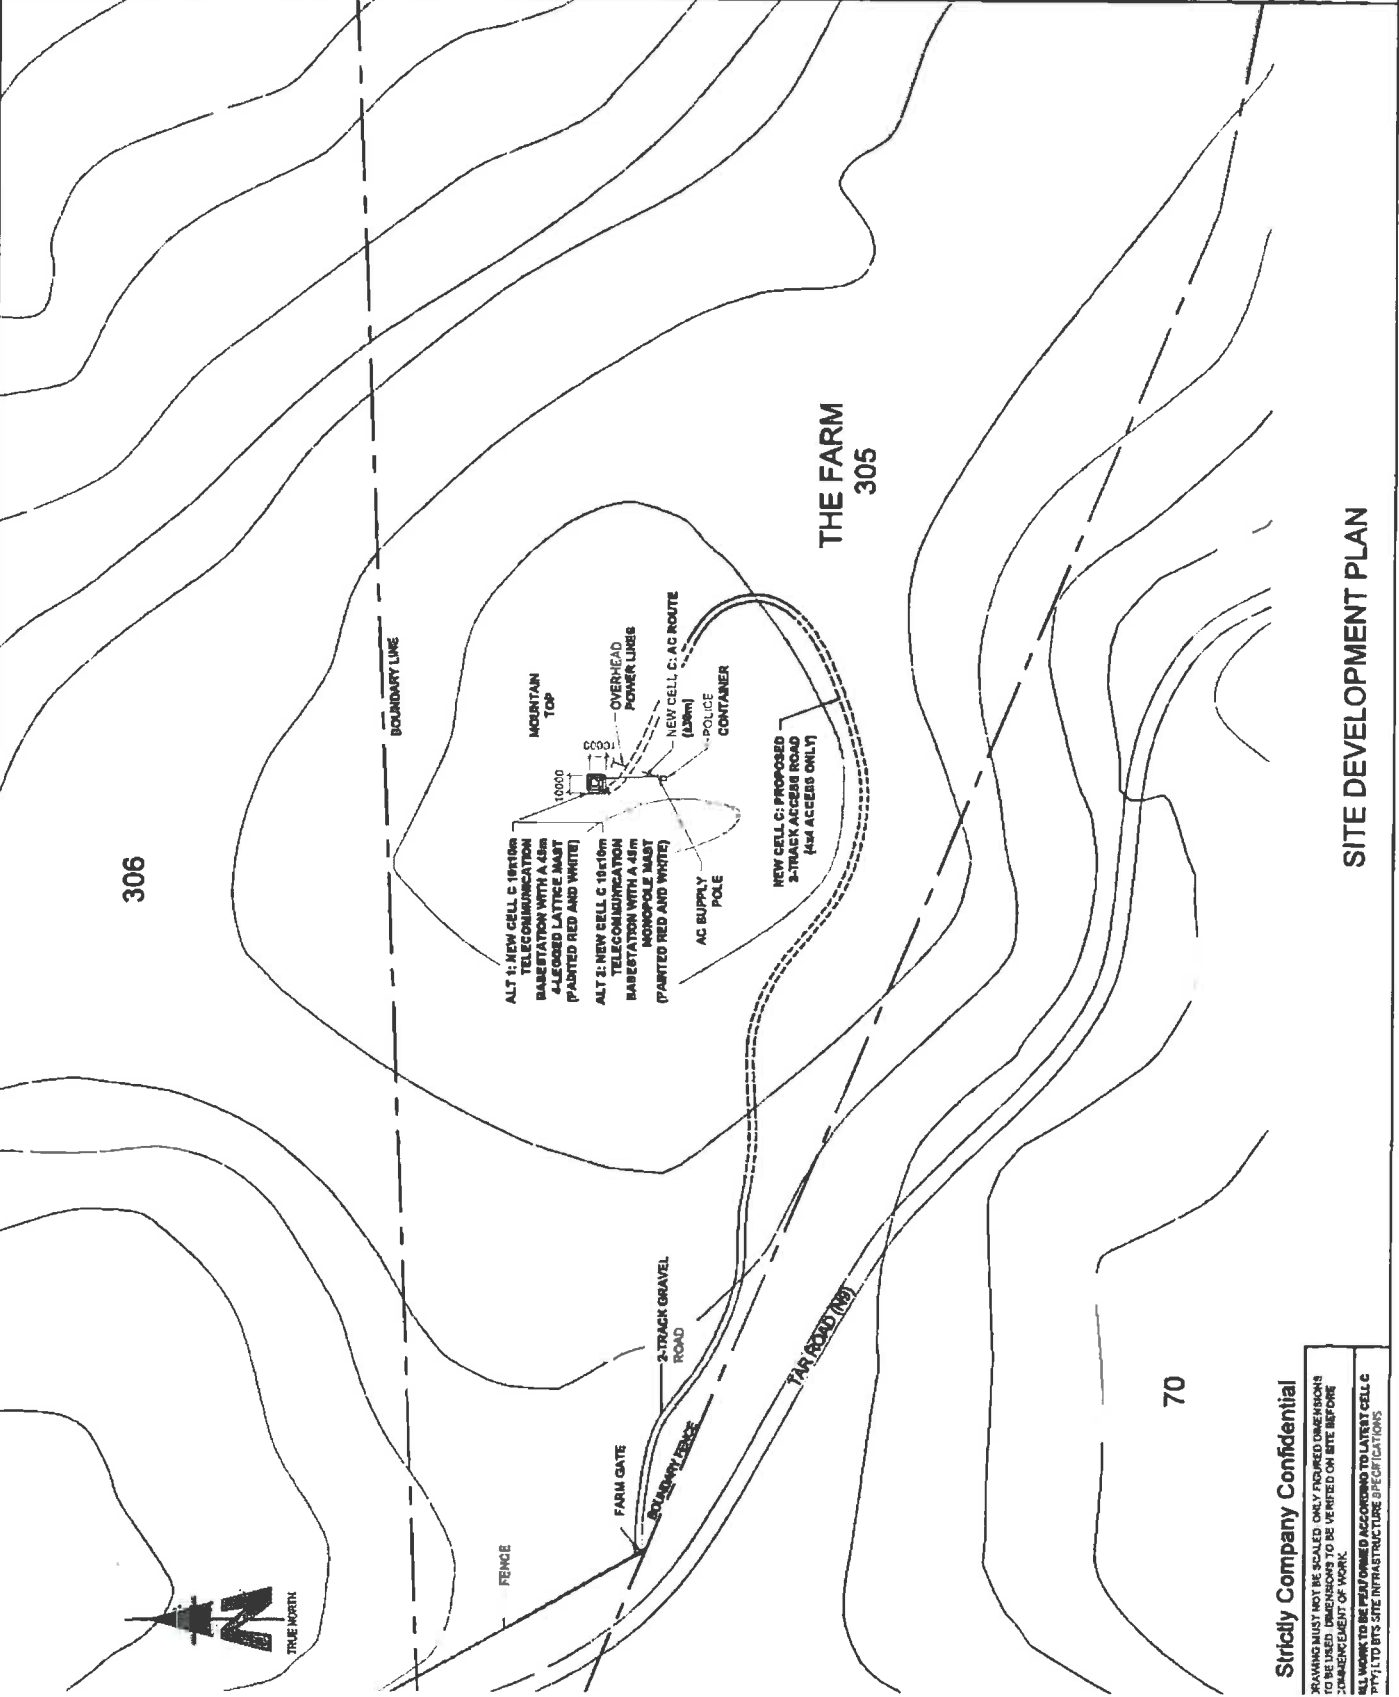 306
BOUNDARY LINE
MOUNTAIN
TOP
10000
10000
OVERHEAD
POWER LINES
NEW CELL C: AC ROUTE
POLICE
CONTAINER
ALT 1: NEW CELL C 10x10m
TELECOMMUNICATION
BASESTATION WITH A 45m
4-LEGGED LATTICE MAST
(PAINTED RED AND WHITE)
ALT 2: NEW CELL C 10x10m
TELECOMMUNICATION
BASESTATION WITH A 45m
MONOPOLE MAST
(PAINTED RED AND WHITE)
AC SUPPLY
POLE
NEW CELL C: PROPOSED
2-TRACK ACCESS ROAD
(4x4 ACCESS ONLY)
THE FARM
305
2-TRACK GRAVEL
ROAD
TAR ROAD (N9)
BOUNDARY FENCE
FARM GATE
FENCE
TRUE NORTH
70
SITE DEVELOPMENT PLAN
Strictly Company Confidential
DRAWING MUST NOT BE SCALED ONLY FIGURED DIMENSIONS
TO BE USED. DIMENSIONS TO BE VERIFIED ON SITE BEFORE
COMMENCEMENT OF WORK.
ALL WORK TO BE PERFORMED ACCORDING TO LATEST CELL C
(PTY) LTD BTS SITE INFRASTRUCTURE SPECIFICATIONS